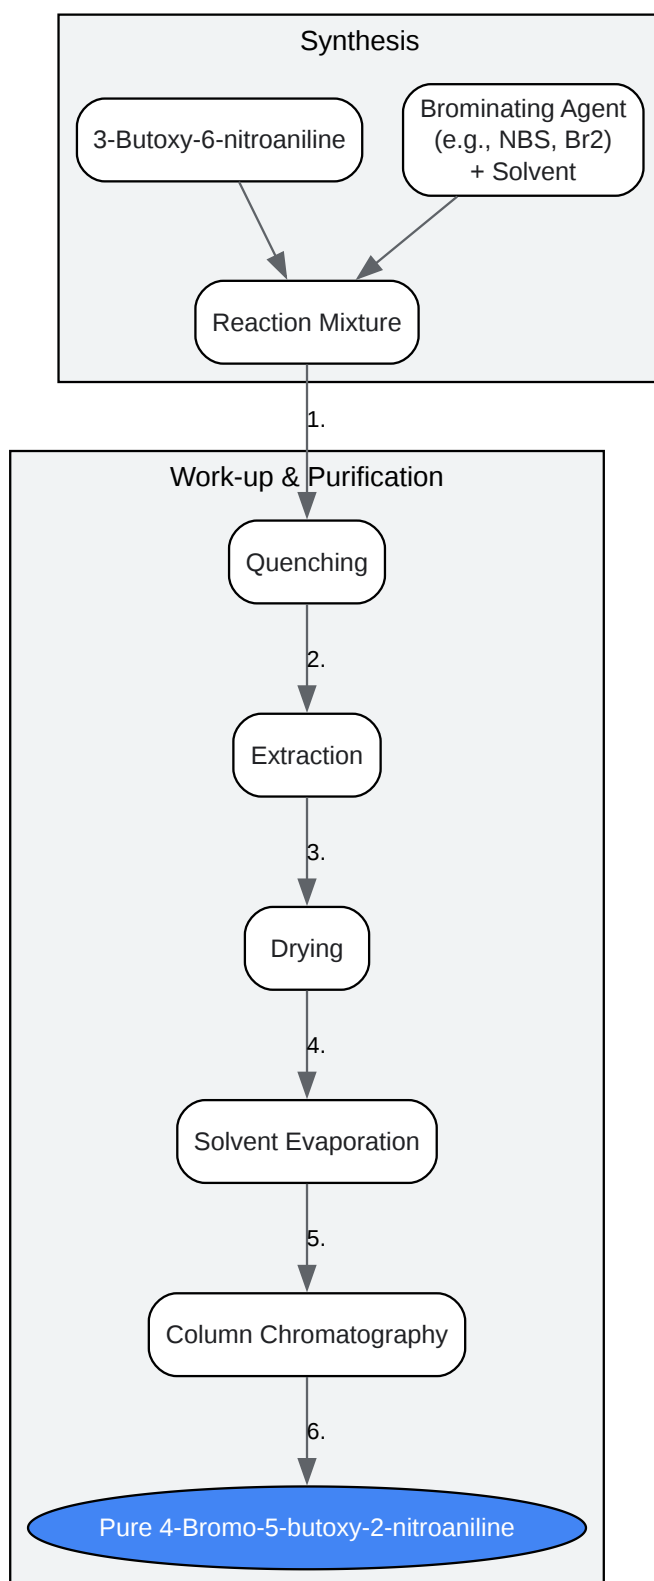 Synthesis
3-Butoxy-6-nitroaniline
Brominating Agent
(e.g., NBS, Br2)
+ Solvent
Reaction Mixture
1.
Work-up & Purification
Quenching
2.
Extraction
3.
Drying
4.
Solvent Evaporation
5.
Column Chromatography
6.
Pure 4-Bromo-5-butoxy-2-nitroaniline